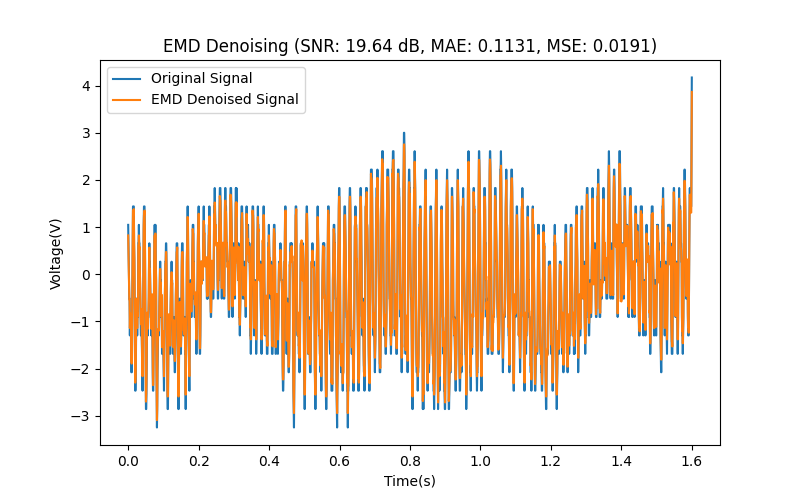 EMD Denoising (SNR: 19.64 dB, MAE: 0.1131, MSE: 0.0191)
Original Signal
EMD Denoised Signal
4
3
2
1
0
−1
−2
−3
Voltage(V)
0.0 0.2 0.4 0.6 0.8 1.0 1.2 1.4 1.6
Time(s)